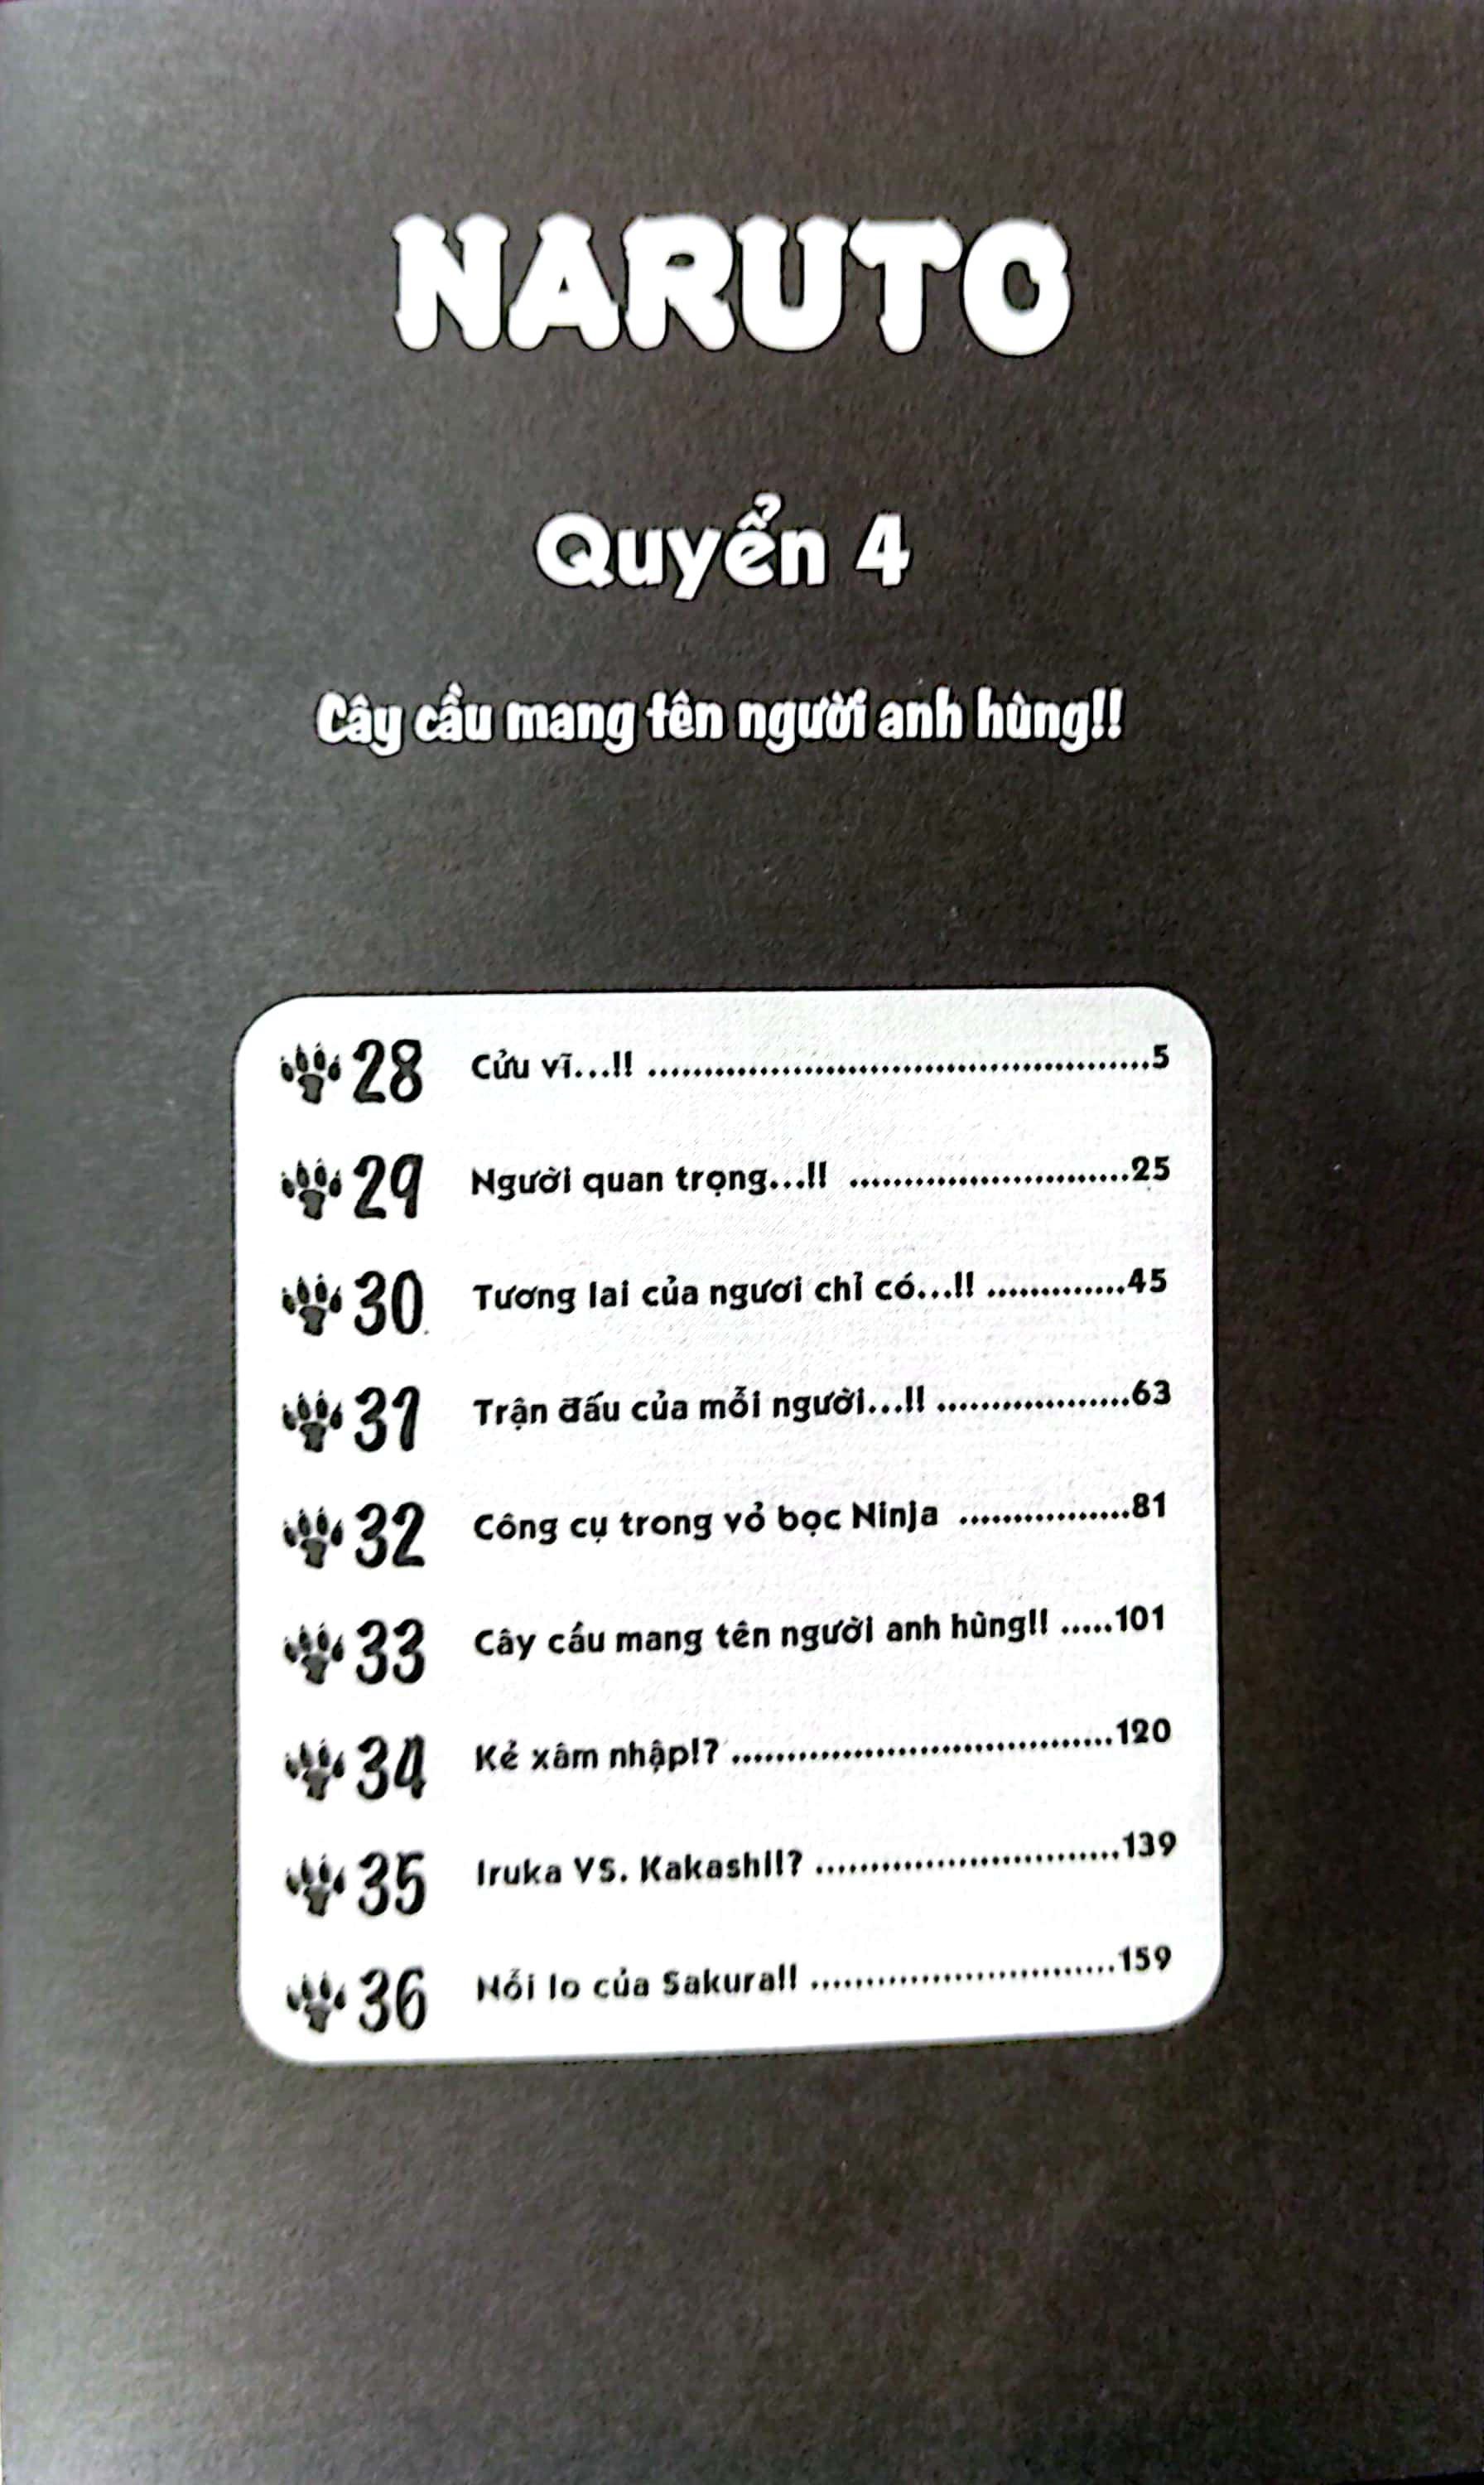 NARUTO
Quyển 4
Cây cầu mang tên người anh hùng!!
28 Cửu vĩ...!! ................................................5
29 Người quan trọng...!! ...........................25
30 Tương lai của ngươi chỉ có...!! .............45
31 Trận đấu của mỗi người...!! ..................63
32 Công cụ trong vỏ bọc Ninja ................81
33 Cây cầu mang tên người anh hùng!! .....101
34 Kẻ xâm nhập!? ....................................120
35 Iruka VS. Kakashi!!? .............................139
36 Nỗi lo của Sakura!! .............................159